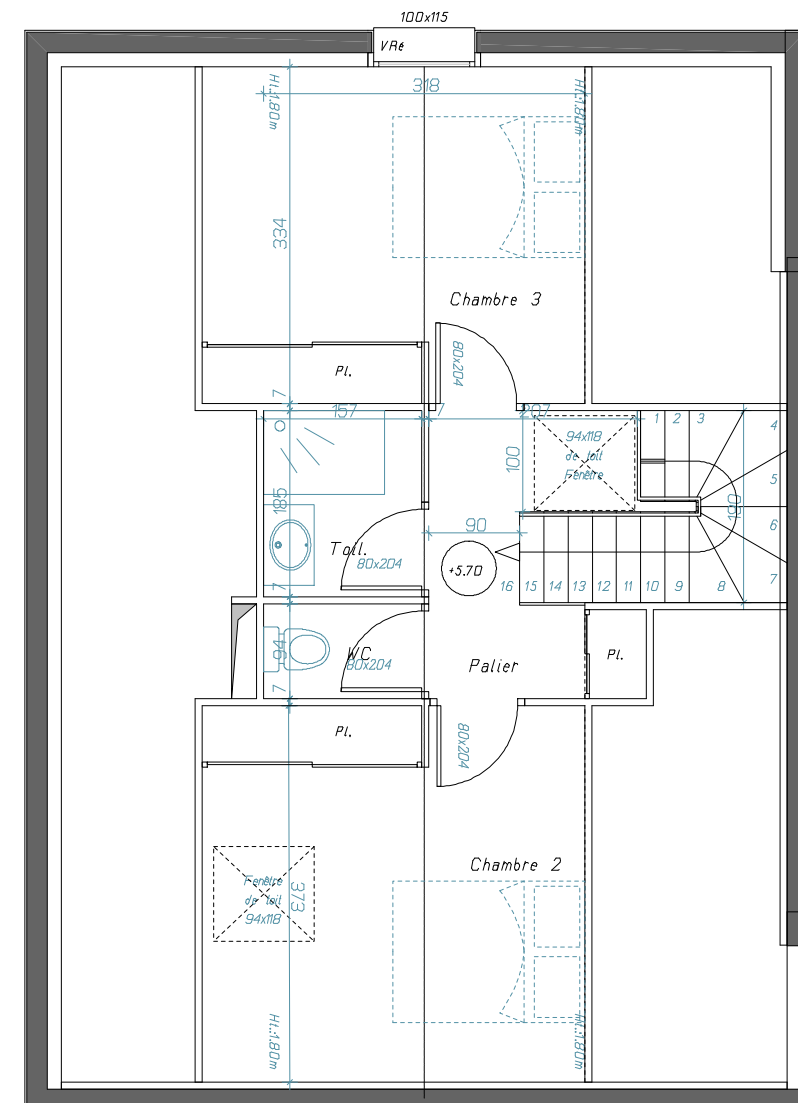 100x115
VRé
318
Ht.:1.80m
Ht.:1.80m
334
Chambre 3
80x204
Pl.
7
157
7
207
1
2
3
4
5
6
7
8
9
10
11
12
13
14
15
16
94x118
de toit
Fenêtre
100
180
185
90
Toil.
80x204
+5.70
7
94
WC
80x204
Palier
Pl.
7
Pl.
80x204
Chambre 2
Fenêtre
de toit
94x118
373
Ht.:1.80m
Ht.:1.80m